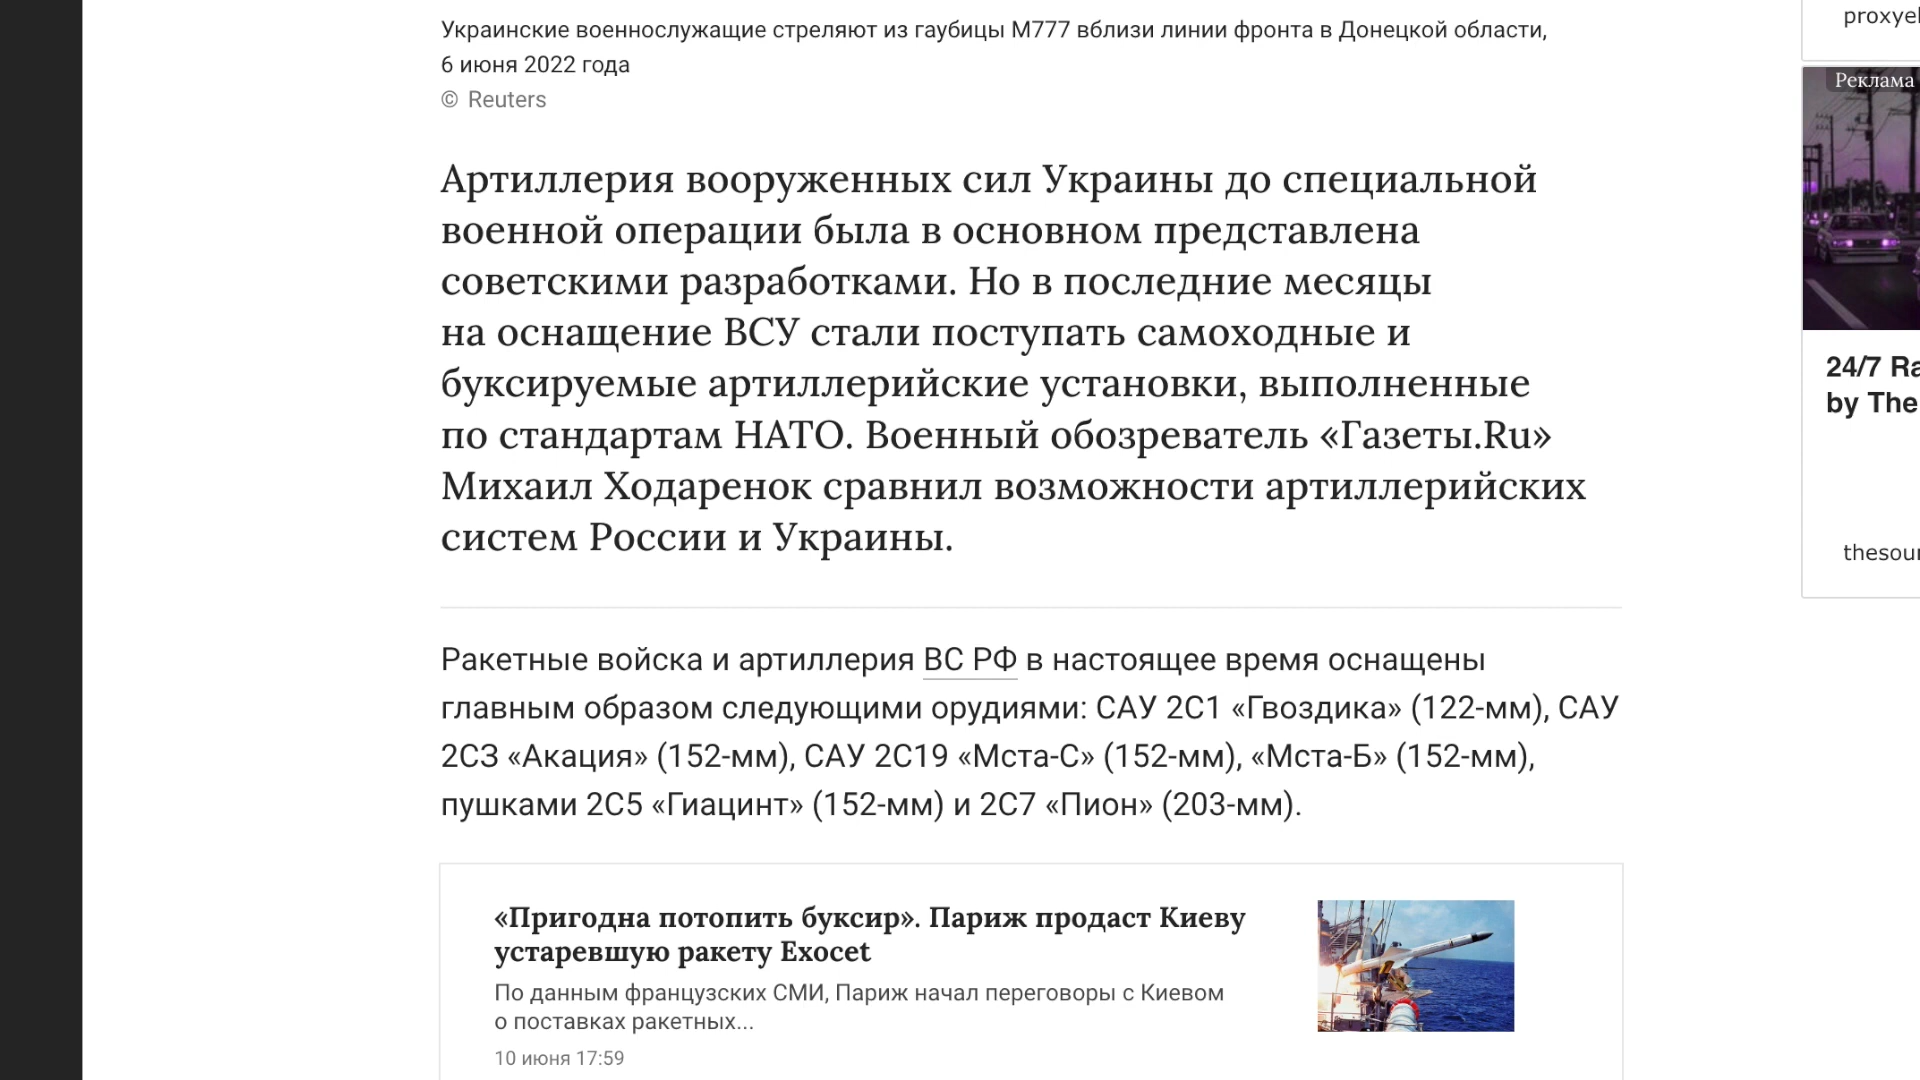 Украинские военнослужащие стреляют из гаубицы M777 вблизи линии фронта в Донецкой области,
6 июня 2022 года
© Reuters
Артиллерия вооруженных сил Украины до специальной
военной операции была в основном представлена
советскими разработками. Но в последние месяцы
на оснащение ВСУ стали поступать самоходные и
буксируемые артиллерийские установки, выполненные
по стандартам НАТО. Военный обозреватель «Газеты.Ru»
Михаил Ходаренок сравнил возможности артиллерийских
систем России и Украины.
Ракетные войска и артиллерия ВС РФ в настоящее время оснащены
главным образом следующими орудиями: САУ 2С1 «Гвоздика» (122-мм), САУ
2СЗ «Акация» (152-мм), САУ 2С19 «Мста-С» (152-мм), «Мста-Б» (152-мм),
пушками 2С5 «Гиацинт» (152-мм) и 2С7 «Пион» (203-мм).
«Пригодна потопить буксир». Париж продаст Киеву
устаревшую ракету Exocet
По данным французских СМИ, Париж начал переговоры с Киевом
о поставках ракетных...
10 июня 17:59
proxyel
Реклама
24/7 Ra
by The
thesour